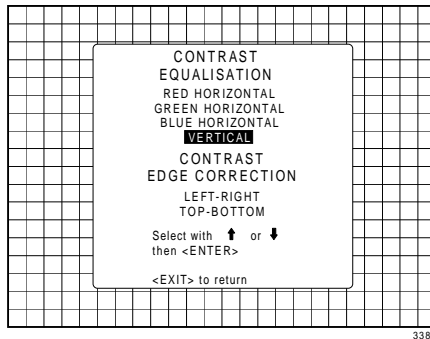 CONTRAST
EQUALISATION
RED HORIZONTAL
GREEN HORIZONTAL
BLUE HORIZONTAL
VERTICAL
CONTRAST
EDGE CORRECTION
LEFT-RIGHT
TOP-BOTTOM
Select with ⬆ or ⬇
then <ENTER>
<EXIT> to return
338